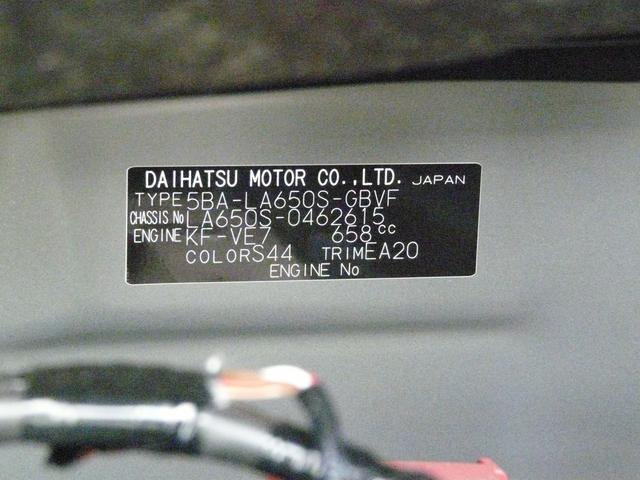 DAIHATSU MOTOR CO.,LTD. JAPAN
TYPE 5BA-LA650S-GBVF
CHASSIS No LA650S-0462615
ENGINE KF-VE7 658cc
COLOR S44 TRIM EA20
ENGINE No